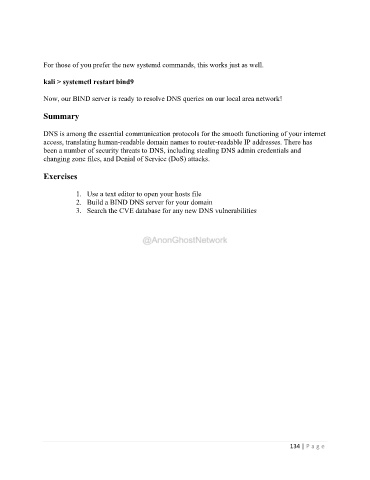 For those of you prefer the new systemd commands, this works just as well.
kali > systemctl restart bind9
Now, our BIND server is ready to resolve DNS queries on our local area network!
Summary
DNS is among the essential communication protocols for the smooth functioning of your internet
access, translating human-readable domain names to router-readable IP addresses. There has
been a number of security threats to DNS, including stealing DNS admin credentials and
changing zone files, and Denial of Service (DoS) attacks.
Exercises
1. Use a text editor to open your hosts file
2. Build a BIND DNS server for your domain
3. Search the CVE database for any new DNS vulnerabilities
@AnonGhostNetwork
134 | Page